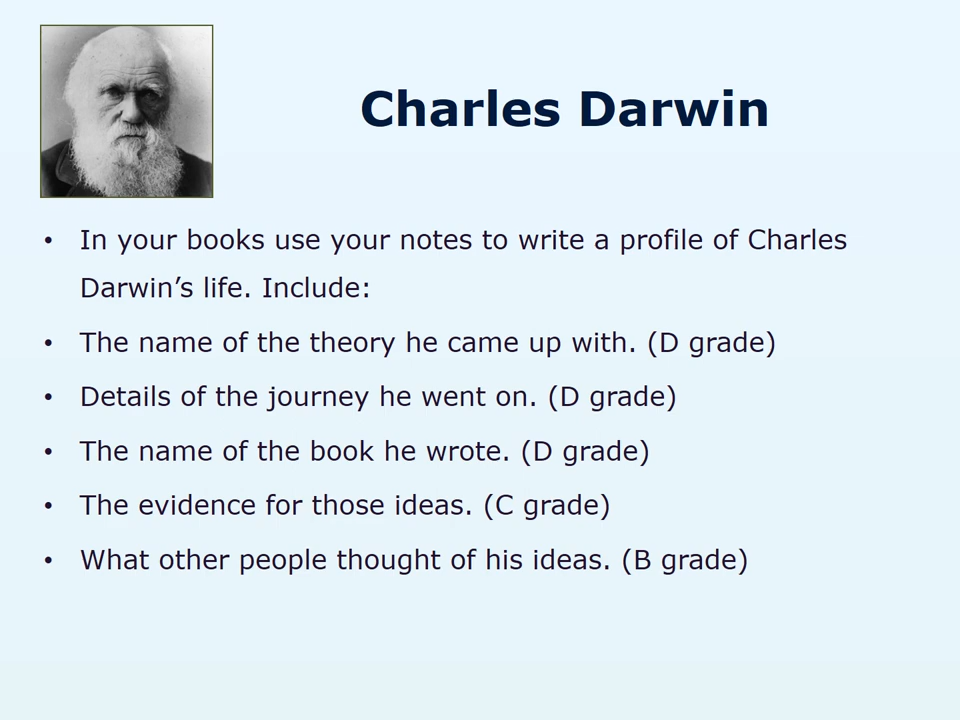 Charles Darwin
• In your books use your notes to write a profile of Charles
Darwin’s life. Include:
• The name of the theory he came up with. (D grade)
• Details of the journey he went on. (D grade)
• The name of the book he wrote. (D grade)
• The evidence for those ideas. (C grade)
• What other people thought of his ideas. (B grade)